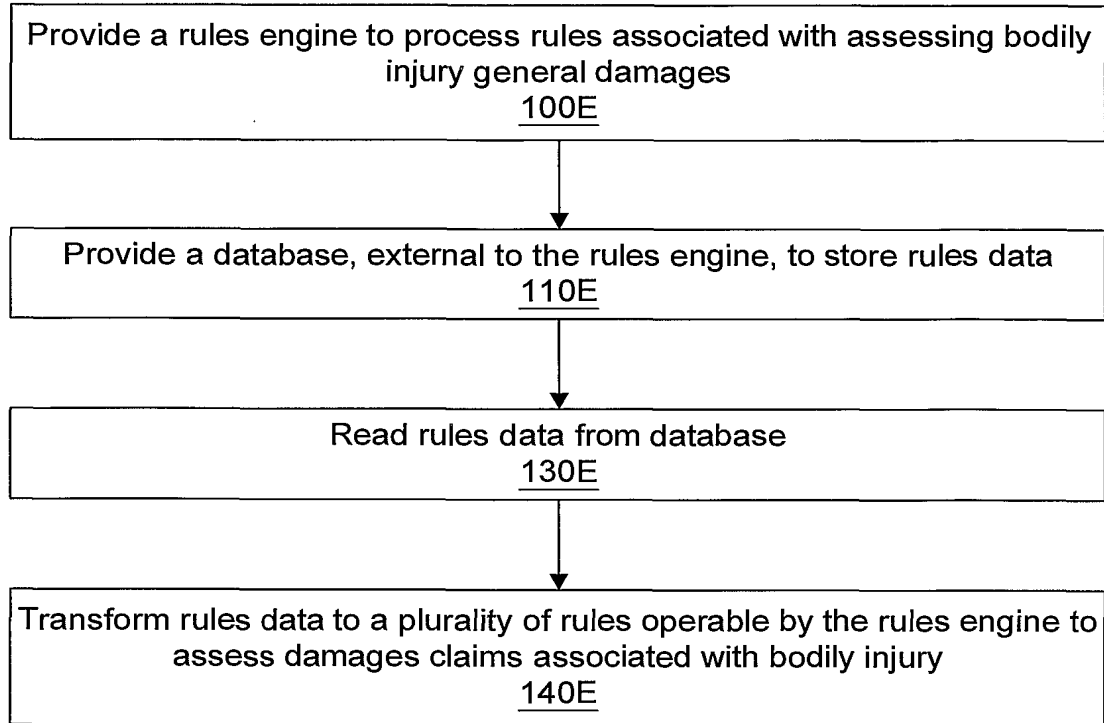 Provide a rules engine to process rules associated with assessing bodily
injury general damages
100E
Provide a database, external to the rules engine, to store rules data
110E
Read rules data from database
130E
Transform rules data to a plurality of rules operable by the rules engine to
assess damages claims associated with bodily injury
140E